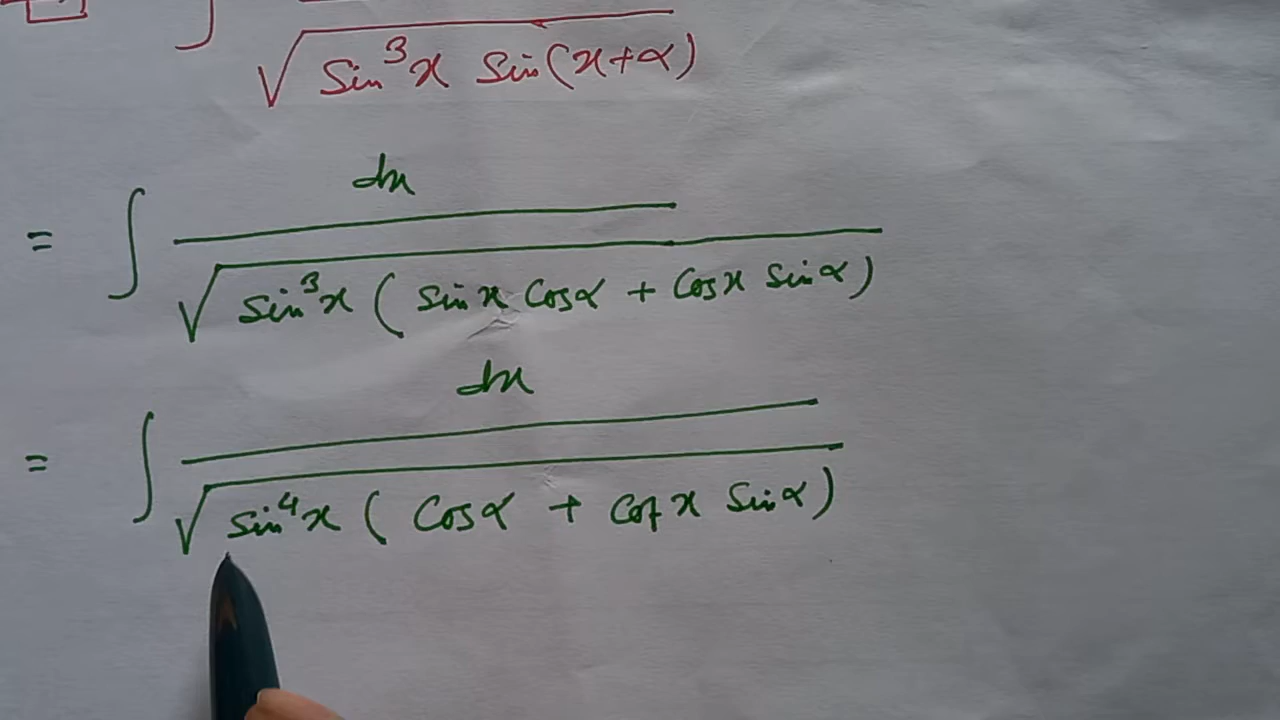 ∫ √ Sin³x Sin(x+α)
= ∫ dx / √ Sin³x ( Sinx Cosα + Cosx Sinα )
= ∫ dx / √ Sin⁴x ( Cosα + Cotx Sinα )